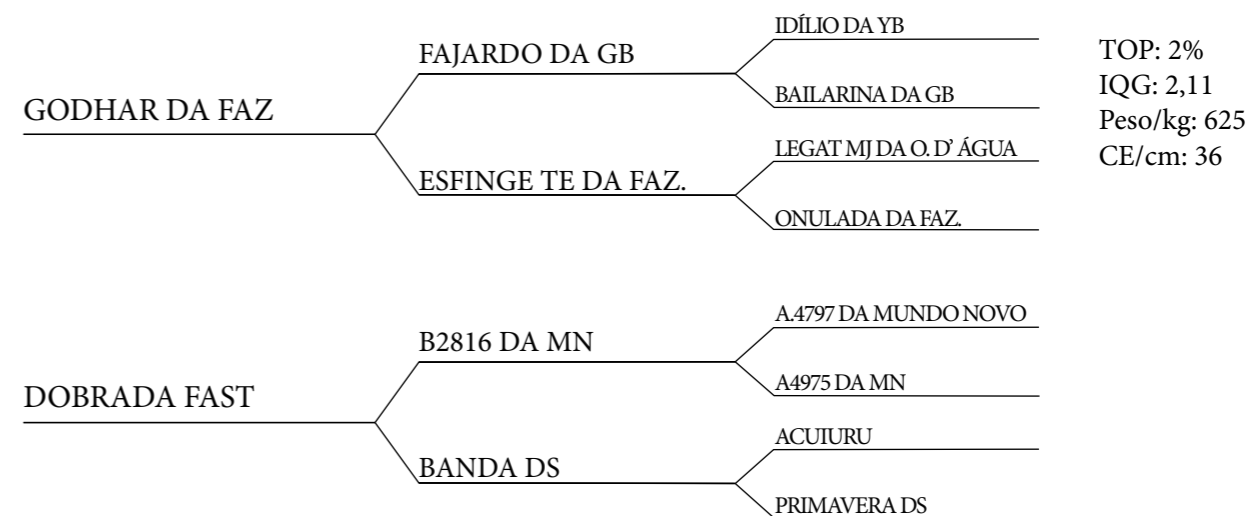 IDÍLIO DA YB
FAJARDO DA GB
BAILARINA DA GB
GODHAR DA FAZ
LEGAT MJ DA O. D’ ÁGUA
ESFINGE TE DA FAZ.
ONULADA DA FAZ.
TOP: 2%
IQG: 2,11
Peso/kg: 625
CE/cm: 36
A.4797 DA MUNDO NOVO
B2816 DA MN
A4975 DA MN
DOBRADA FAST
ACUIURU
BANDA DS
PRIMAVERA DS